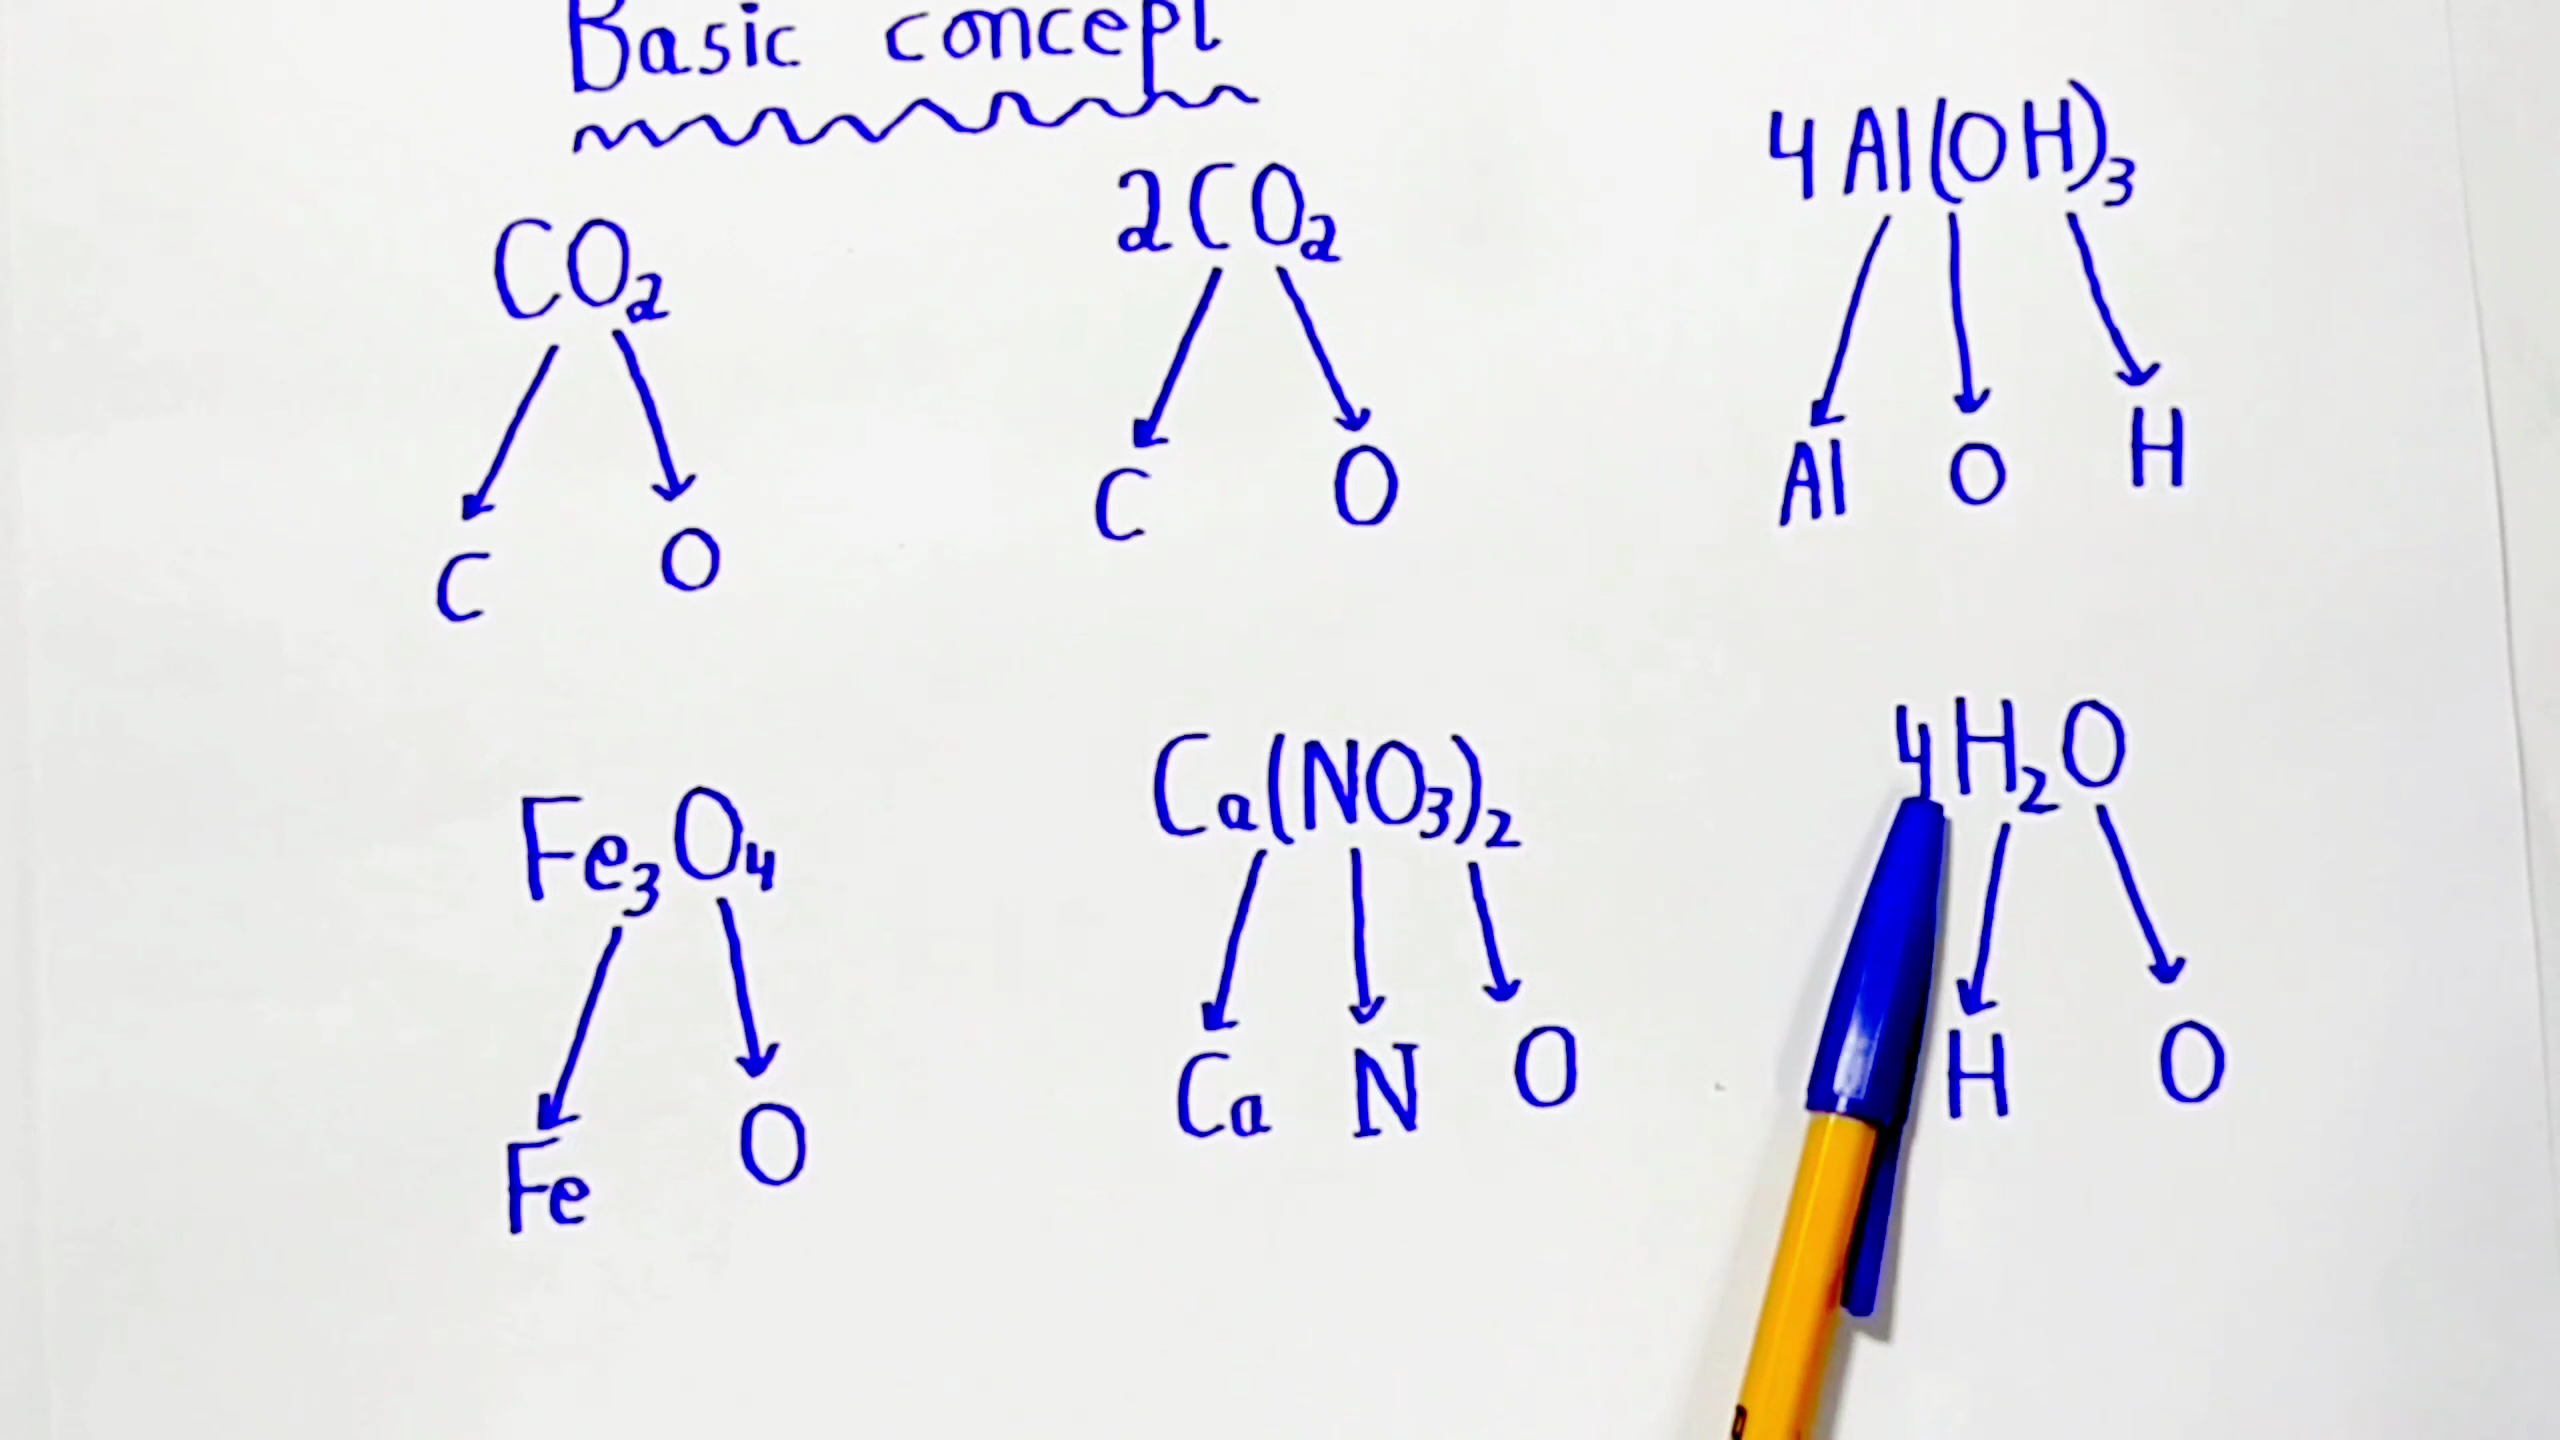 Basic concept
CO₂
C O
2CO₂
C O
4Al(OH)₃
Al O H
Fe₃O₄
Fe O
Ca(NO₃)₂
Ca N O
4H₂O
H O